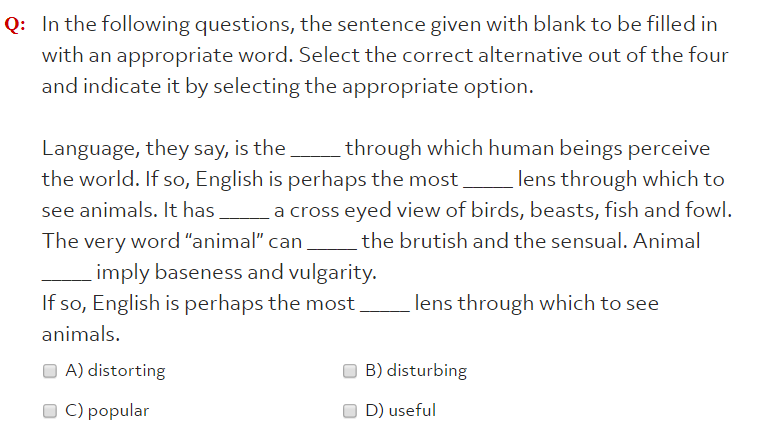 Q: In the following questions, the sentence given with blank to be filled in
with an appropriate word. Select the correct alternative out of the four
and indicate it by selecting the appropriate option.
Language, they say, is the _____ through which human beings perceive
the world. If so, English is perhaps the most _____ lens through which to
see animals. It has _____ a cross eyed view of birds, beasts, fish and fowl.
The very word "animal" can _____ the brutish and the sensual. Animal
_____ imply baseness and vulgarity.
If so, English is perhaps the most _____ lens through which to see
animals.
A) distorting B) disturbing
C) popular D) useful